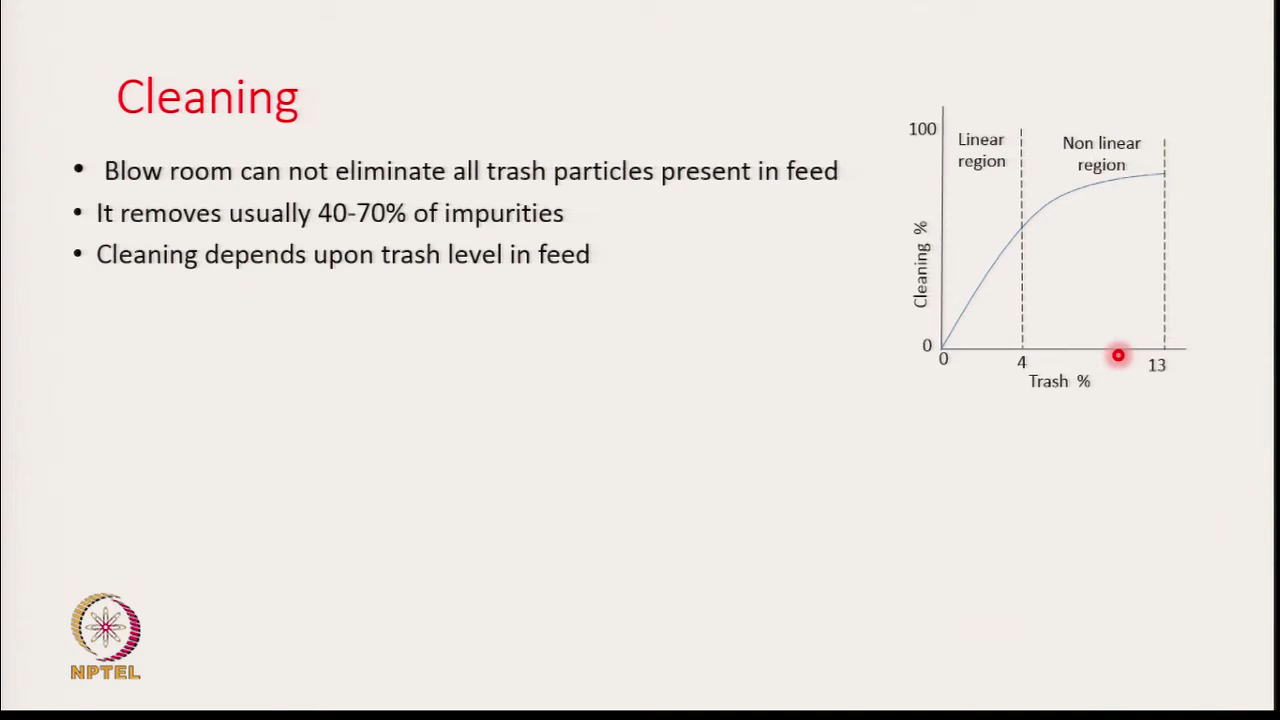 Cleaning
• Blow room can not eliminate all trash particles present in feed
• It removes usually 40-70% of impurities
• Cleaning depends upon trash level in feed
100
Linear
region
Non linear
region
Cleaning %
0
0
4
13
Trash %
NPTEL